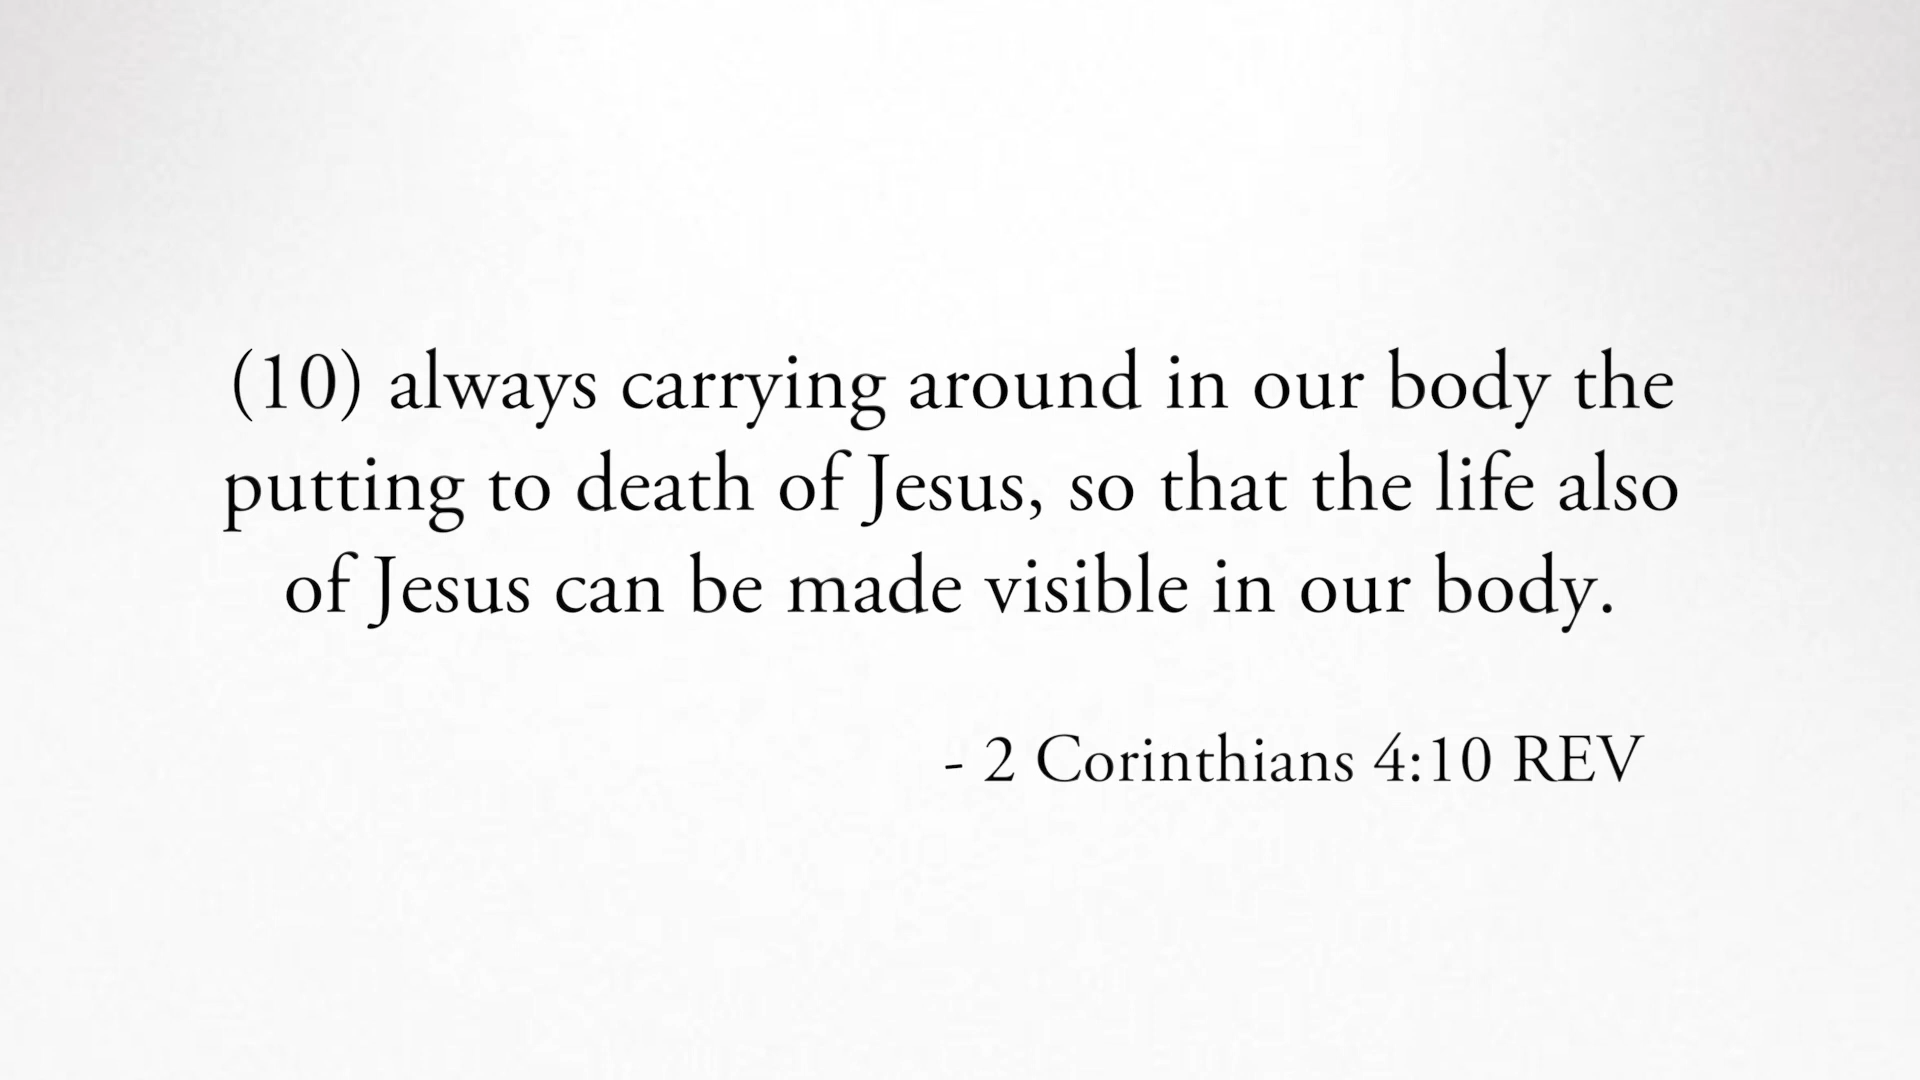 (10) always carrying around in our body the
putting to death of Jesus, so that the life also
of Jesus can be made visible in our body.
- 2 Corinthians 4:10 REV